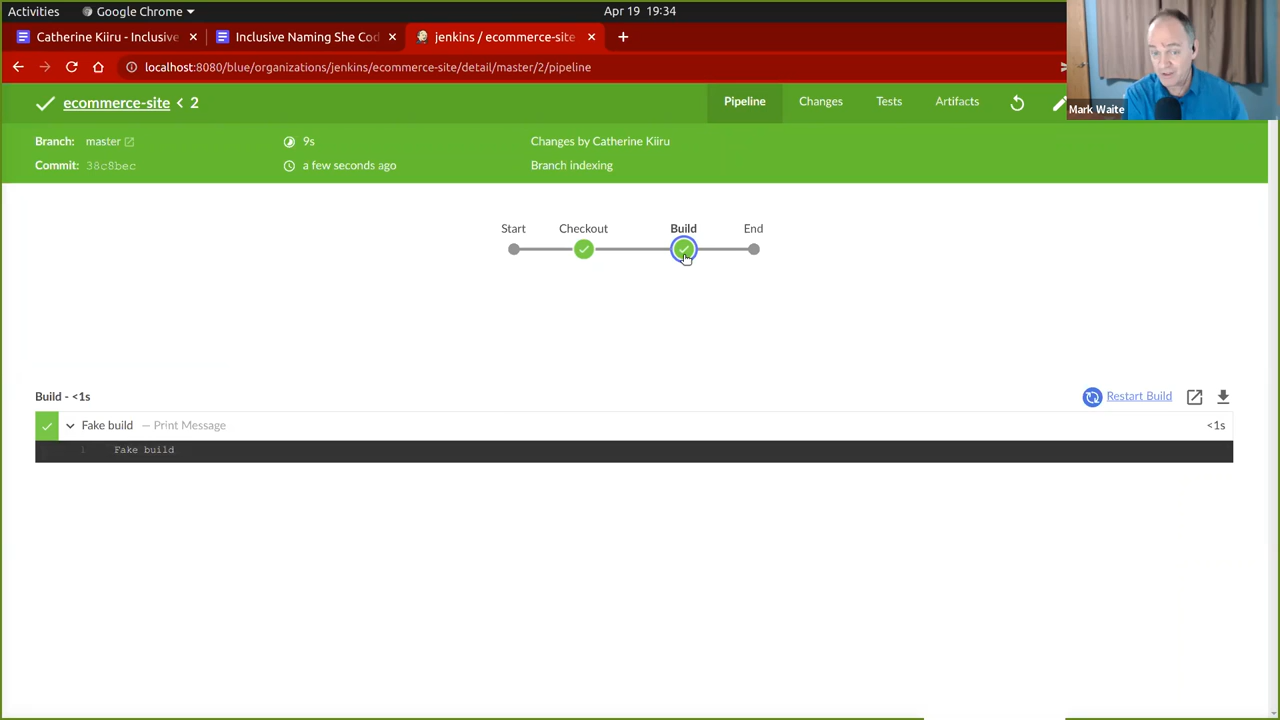 Activities
Google Chrome
Apr 19 19:34
Catherine Kiiru - Inclusive
Inclusive Naming She Cod
jenkins / ecommerce-site
localhost:8080/blue/organizations/jenkins/ecommerce-site/detail/master/2/pipeline
Mark Waite
ecommerce-site < 2
Pipeline
Changes
Tests
Artifacts
Branch: master
9s
Changes by Catherine Kiiru
Commit: 38c8bec
a few seconds ago
Branch indexing
Start
Checkout
Build
End
Build - <1s
Restart Build
Fake build — Print Message
<1s
1 Fake build